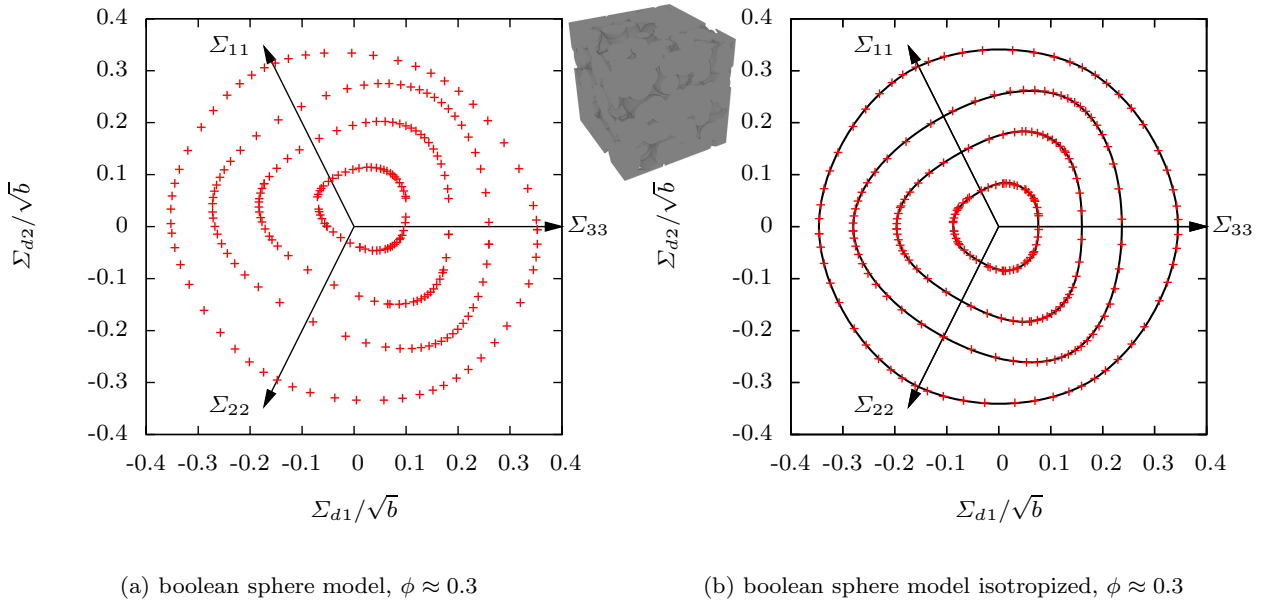 0.4
0.3
0.2
0.1
0
-0.1
-0.2
-0.3
-0.4
-0.4 -0.3 -0.2 -0.1 0 0.1 0.2 0.3 0.4
Σd2/√b
Σd1/√b
Σ11
Σ33
Σ22
(a) boolean sphere model, ϕ ≈ 0.3
0.4
0.3
0.2
0.1
0
-0.1
-0.2
-0.3
-0.4
-0.4 -0.3 -0.2 -0.1 0 0.1 0.2 0.3 0.4
Σd2/√b
Σd1/√b
Σ11
Σ33
Σ22
(b) boolean sphere model isotropized, ϕ ≈ 0.3